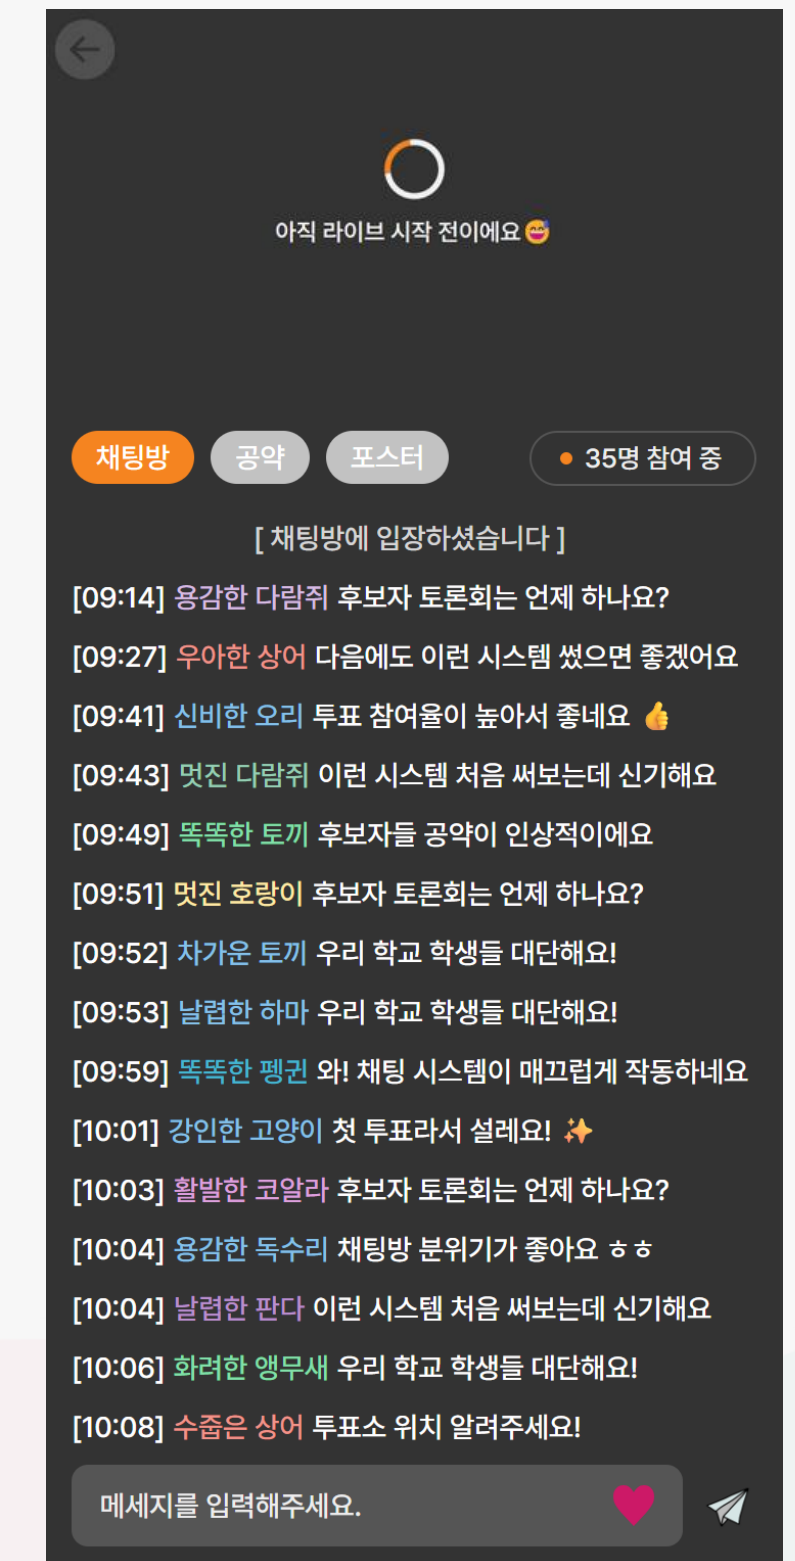 아직 라이브 시작 전이에요😅
채팅방 공약 포스터 35명 참여 중
[ 채팅방에 입장하셨습니다 ]
[09:14] 용감한 다람쥐 후보자 토론회는 언제 하나요?
[09:27] 우아한 상어 다음에도 이런 시스템 썼으면 좋겠어요
[09:41] 신비한 오리 투표 참여율이 높아서 좋네요 👍
[09:43] 멋진 다람쥐 이런 시스템 처음 써보는데 신기해요
[09:49] 똑똑한 토끼 후보자들 공약이 인상적이에요
[09:51] 멋진 호랑이 후보자 토론회는 언제 하나요?
[09:52] 차가운 토끼 우리 학교 학생들 대단해요!
[09:53] 날렵한 하마 우리 학교 학생들 대단해요!
[09:59] 똑똑한 펭귄 와! 채팅 시스템이 매끄럽게 작동하네요
[10:01] 강인한 고양이 첫 투표라서 설레요! ✨
[10:03] 활발한 코알라 후보자 토론회는 언제 하나요?
[10:04] 용감한 독수리 채팅방 분위기가 좋아요 ㅎㅎ
[10:04] 날렵한 판다 이런 시스템 처음 써보는데 신기해요
[10:06] 화려한 앵무새 우리 학교 학생들 대단해요!
[10:08] 수줍은 상어 투표소 위치 알려주세요!
메세지를 입력해주세요.